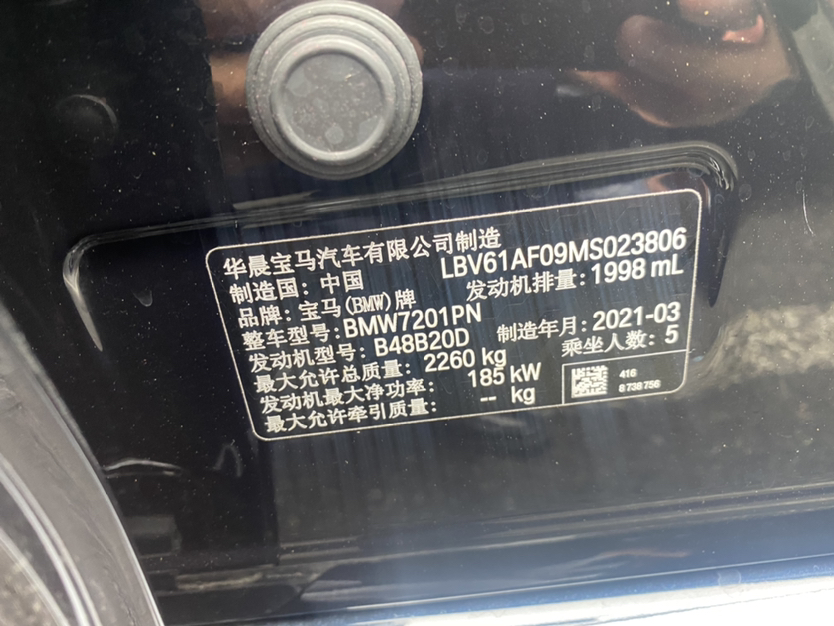 华晨宝马汽车有限公司制造
制造国：中国 LBV61AF09MS023806
品牌：宝马(BMW)牌 发动机排量：1998 mL
整车型号：BMW7201PN
发动机型号：B48B20D 制造年月：2021-03
最大允许总质量：2260 kg 乘坐人数：5
发动机最大净功率：185 kW
最大允许牵引质量：-- kg
416
8 738 756